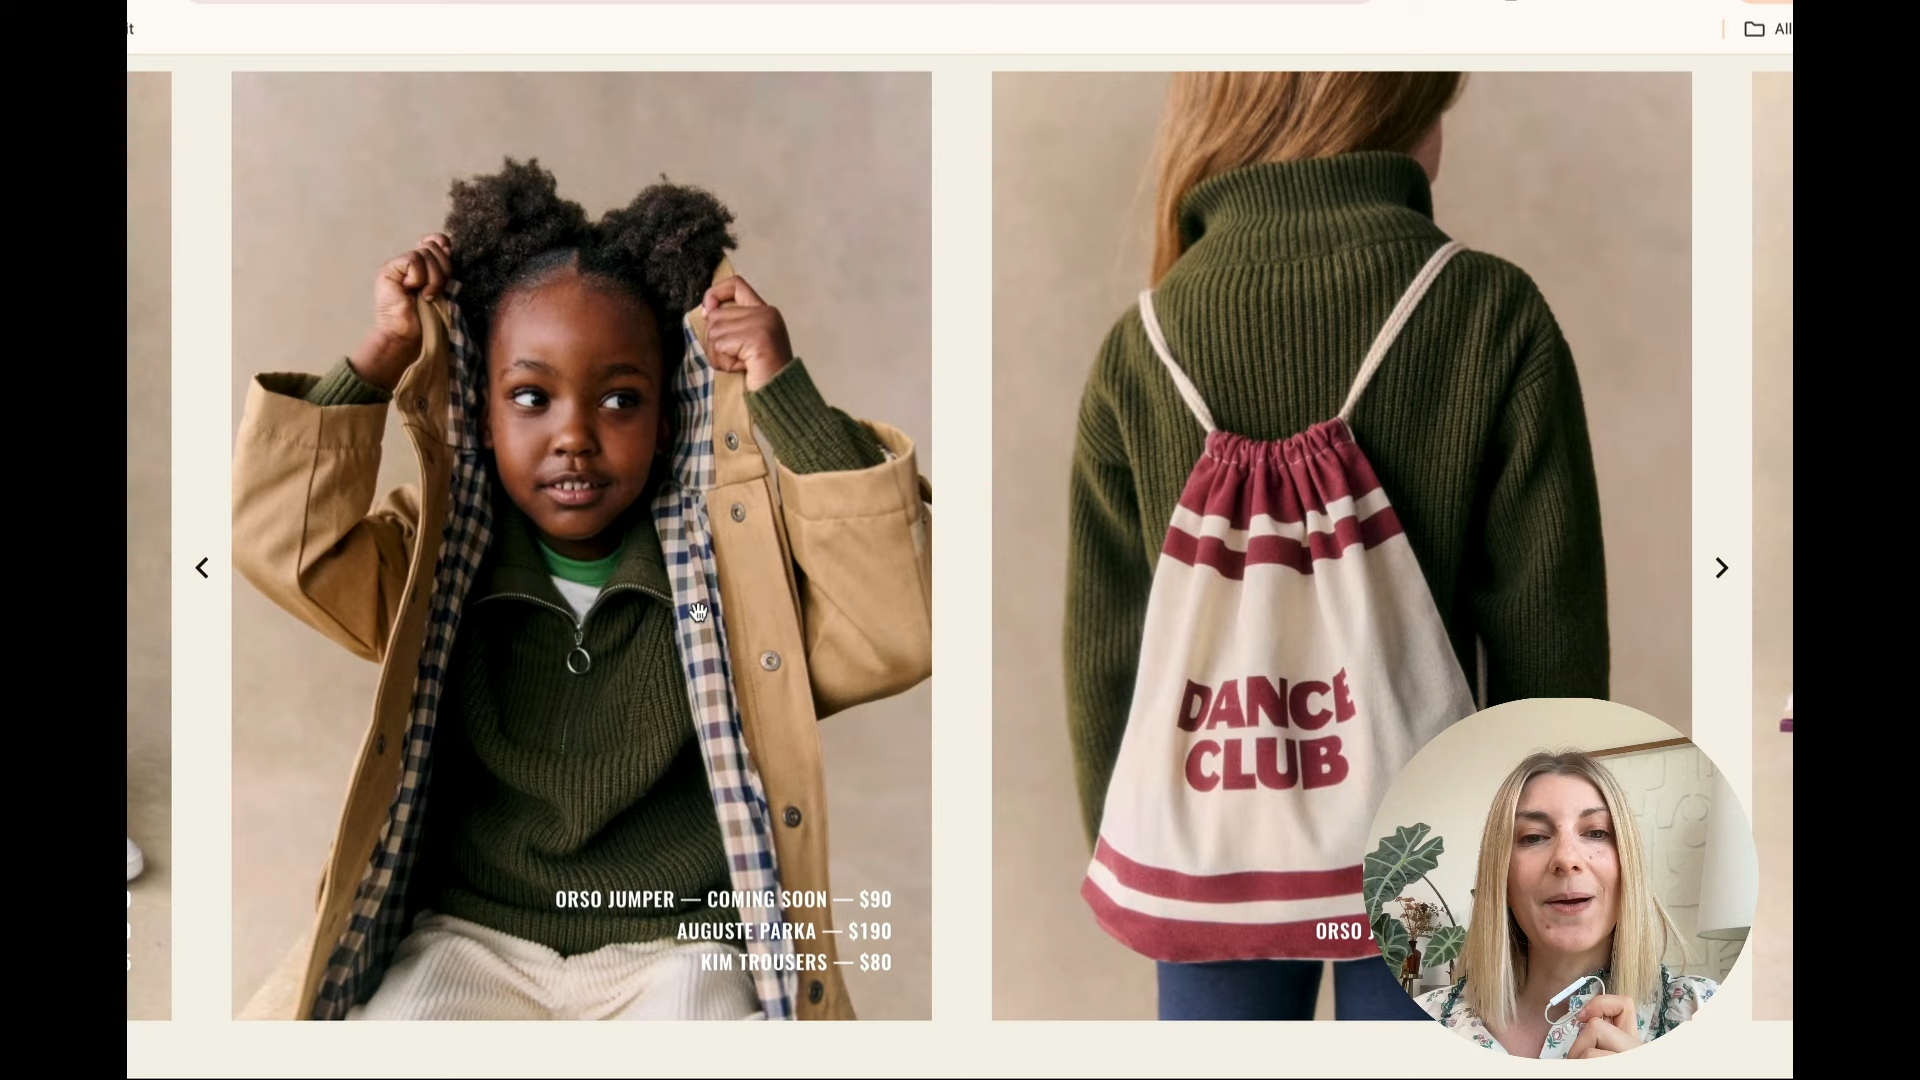 All
ORSO JUMPER — COMING SOON — $90
AUGUSTE PARKA — $190
KIM TROUSERS — $80
DANCE
CLUB
ORSO